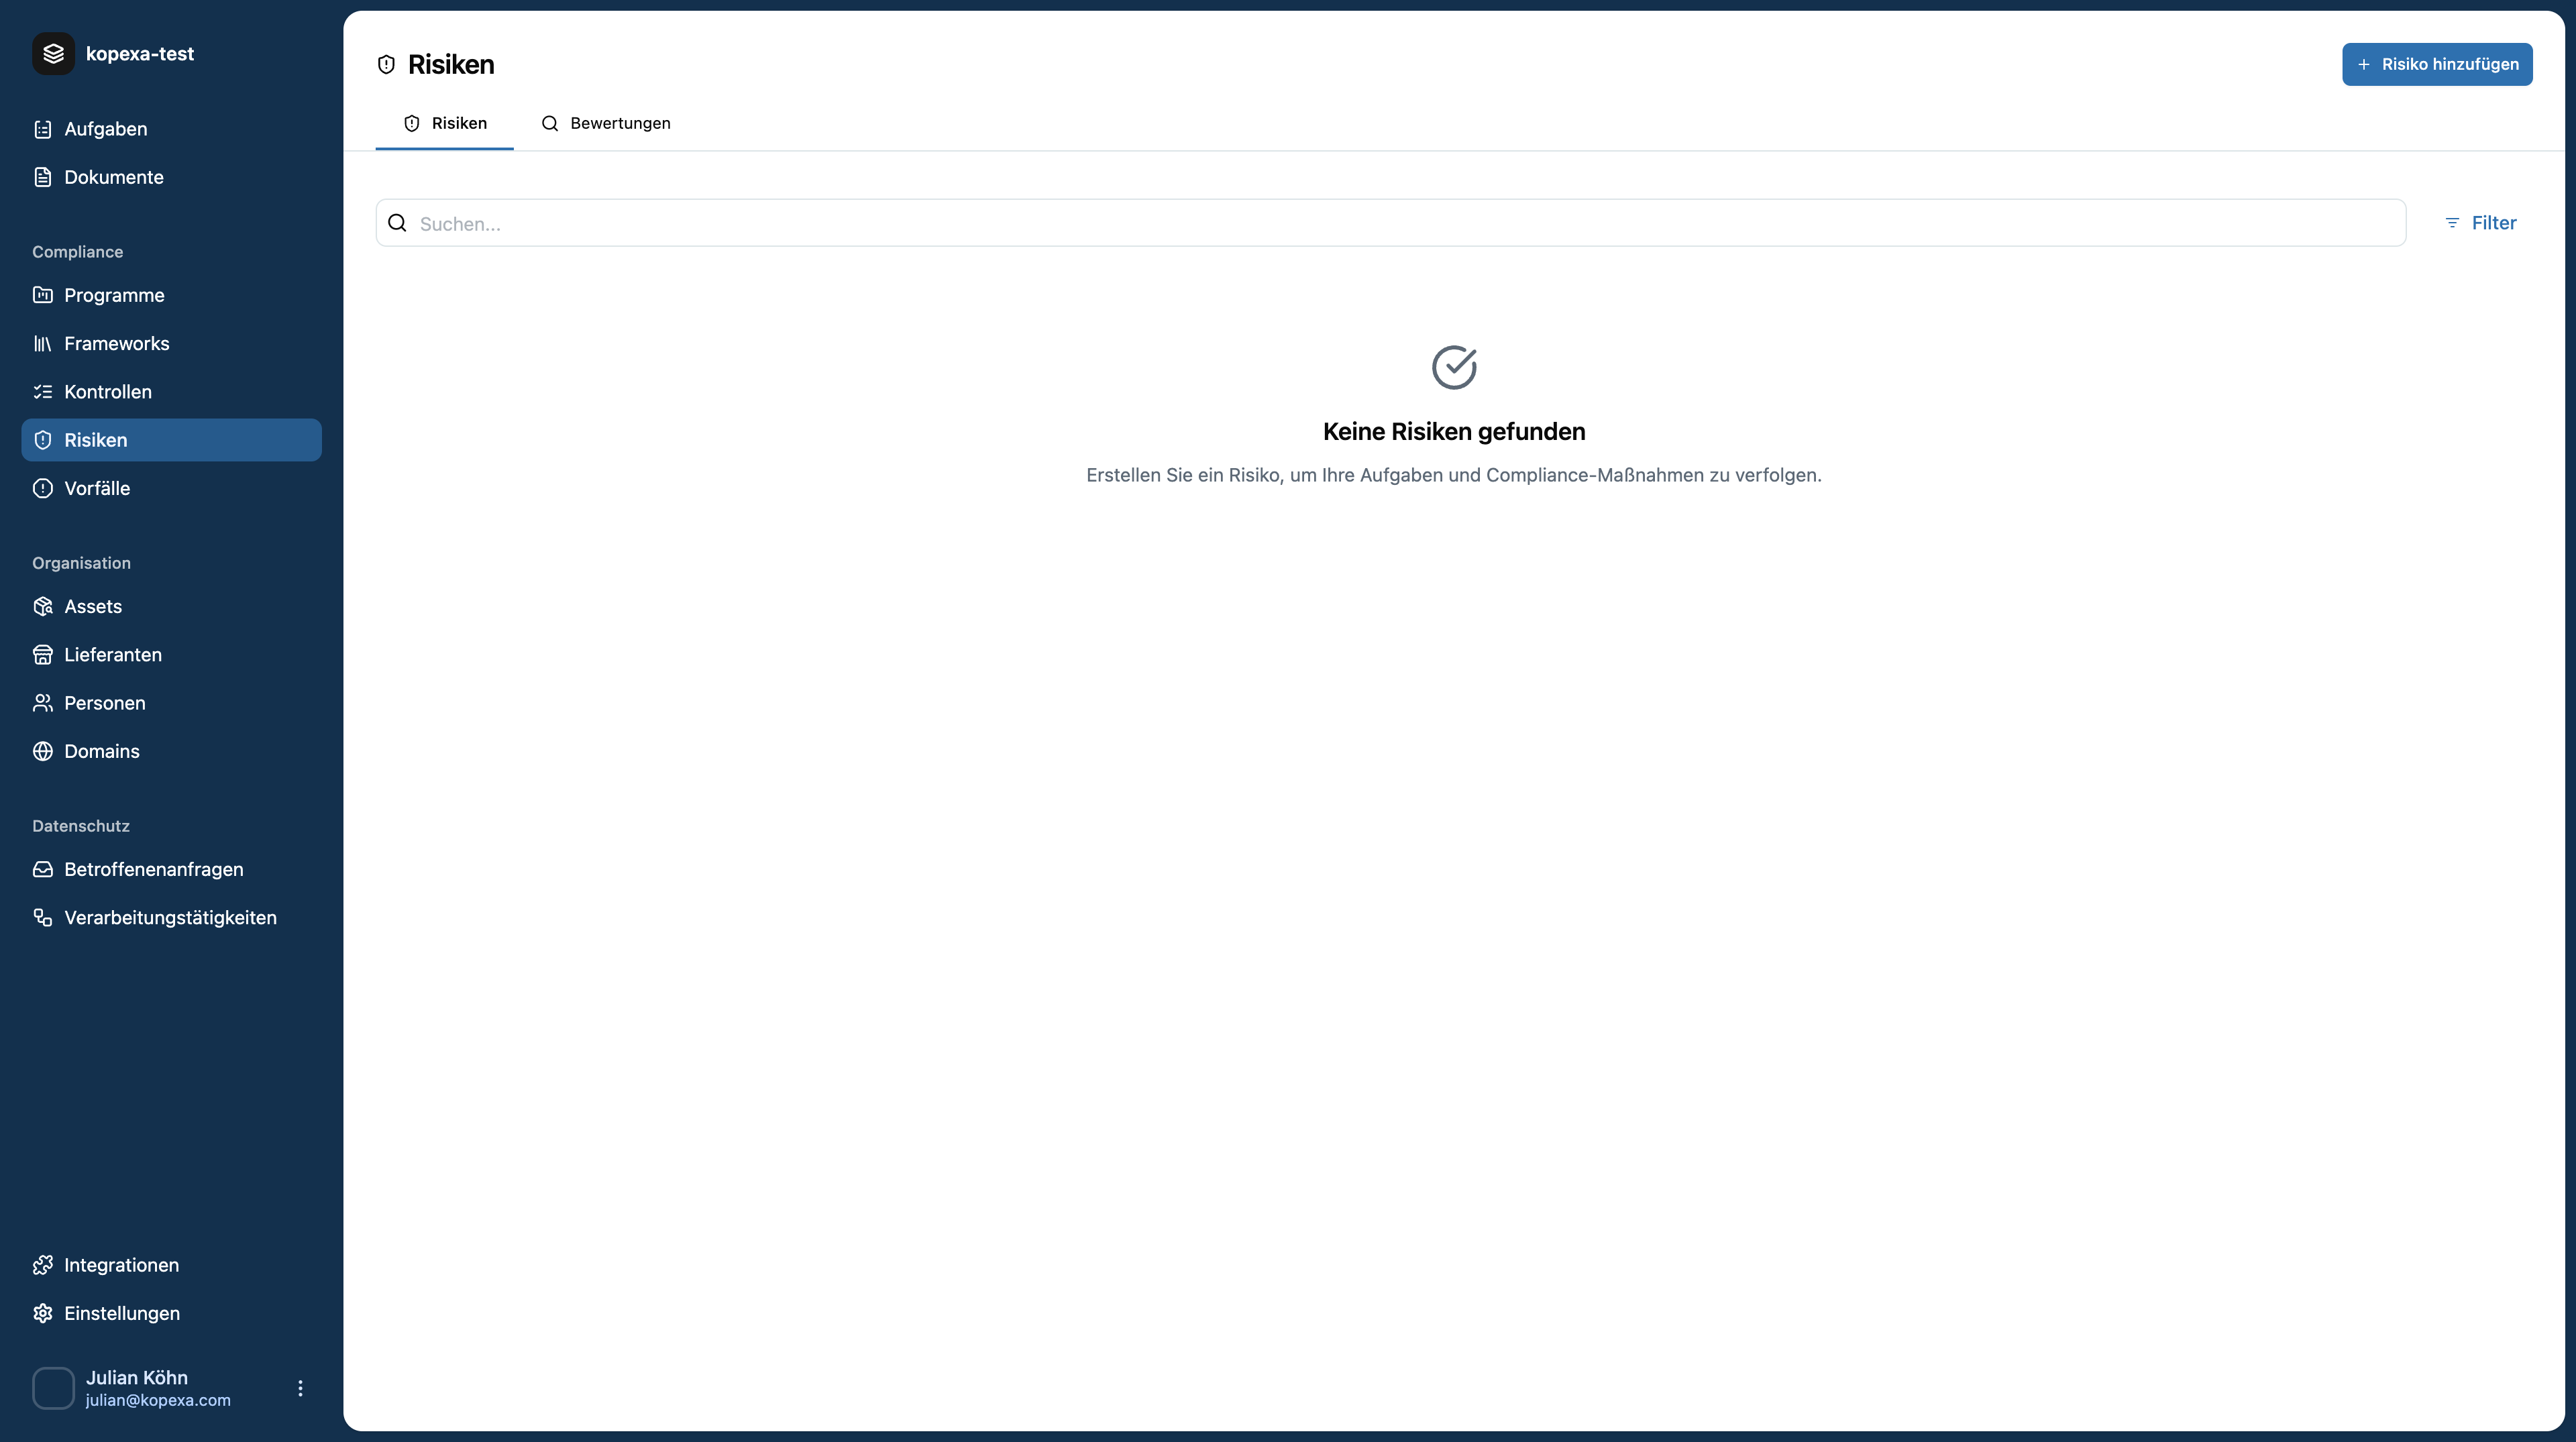 kopexa-test
Aufgaben
Dokumente
Compliance
Programme
Frameworks
Kontrollen
Risiken
Vorfälle
Organisation
Assets
Lieferanten
Personen
Domains
Datenschutz
Betroffenenanfragen
Verarbeitungstätigkeiten
Integrationen
Einstellungen
Julian Köhn
julian@kopexa.com
Risiken
Risiko hinzufügen
Risiken
Bewertungen
Suchen...
Filter
Keine Risiken gefunden
Erstellen Sie ein Risiko, um Ihre Aufgaben und Compliance-Maßnahmen zu verfolgen.